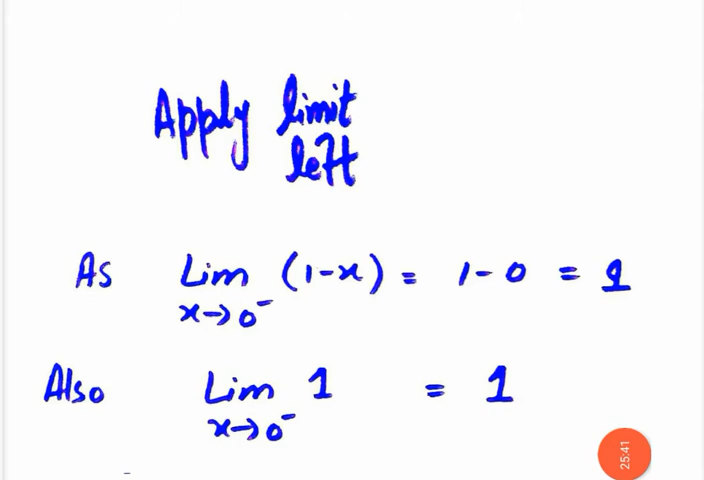 Apply limit
left
As Lim (1-x) = 1-0 = 1
x→0⁻
Also Lim 1 = 1
x→0⁻
25:41